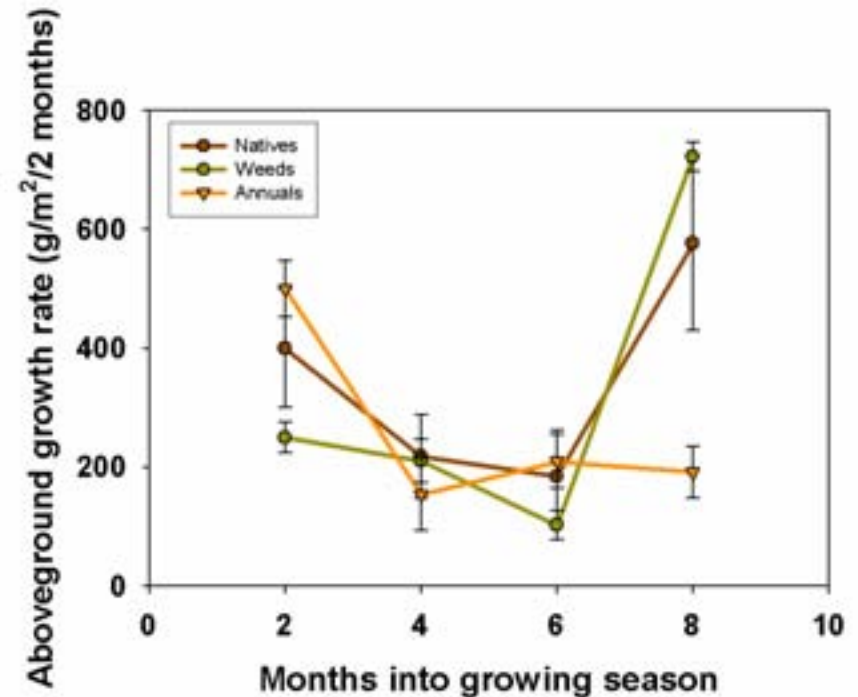 Aboveground growth rate (g/m²/2 months)
800
600
400
200
0
Natives
Weeds
Annuals
0 2 4 6 8 10
Months into growing season